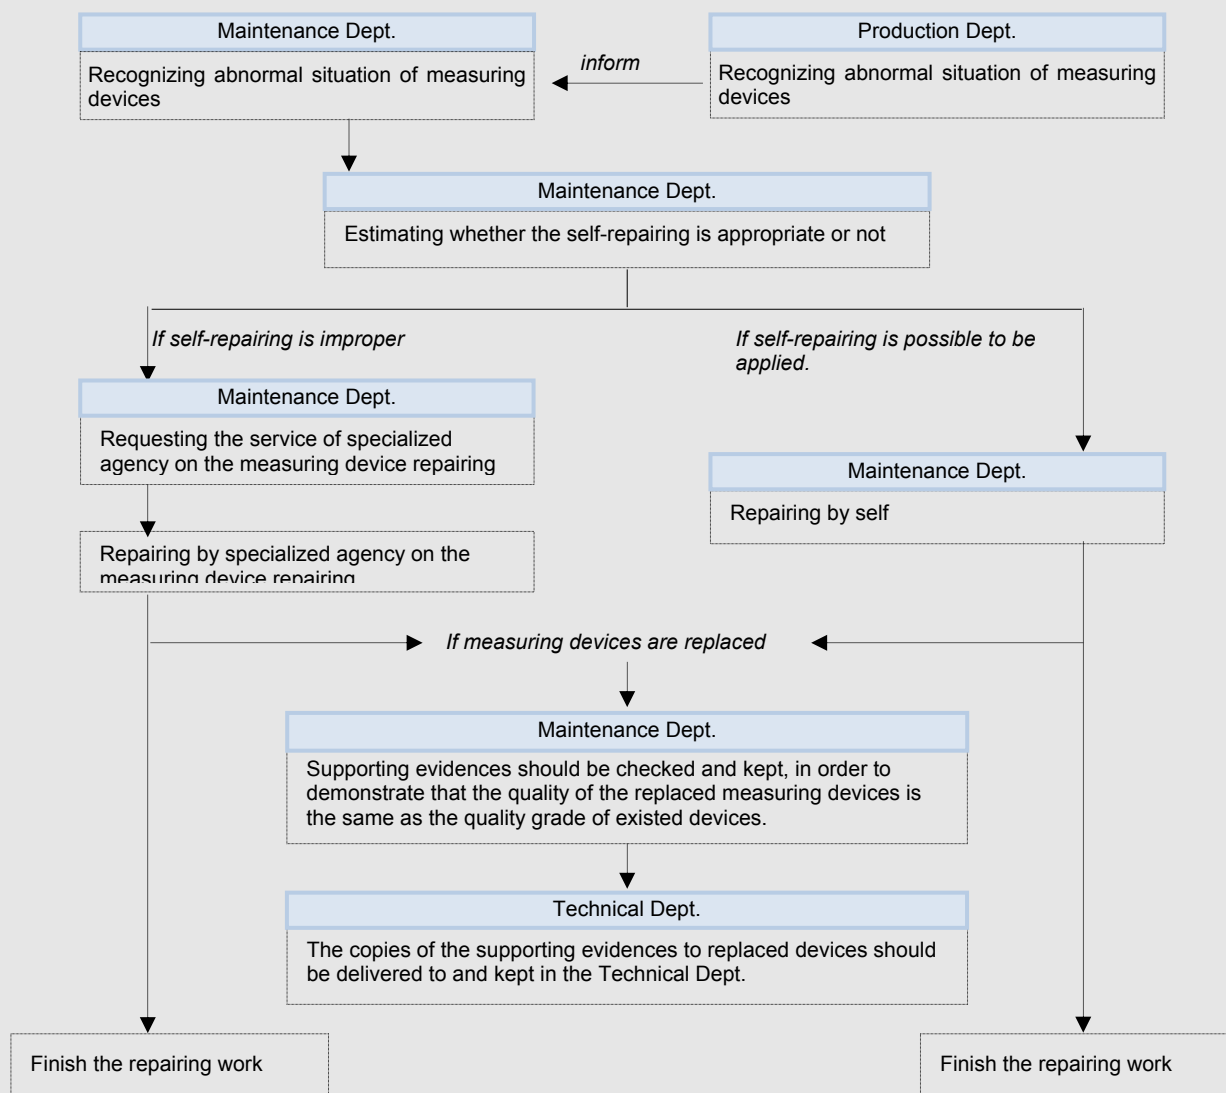 Maintenance Dept.
Recognizing abnormal situation of measuring
devices
inform
Production Dept.
Recognizing abnormal situation of measuring
devices
Maintenance Dept.
Estimating whether the self-repairing is appropriate or not
If self-repairing is improper
If self-repairing is possible to be
applied.
Maintenance Dept.
Requesting the service of specialized
agency on the measuring device repairing
Maintenance Dept.
Repairing by self
Repairing by specialized agency on the
measuring device repairing
If measuring devices are replaced
Maintenance Dept.
Supporting evidences should be checked and kept, in order to
demonstrate that the quality of the replaced measuring devices is
the same as the quality grade of existed devices.
Technical Dept.
The copies of the supporting evidences to replaced devices should
be delivered to and kept in the Technical Dept.
Finish the repairing work
Finish the repairing work